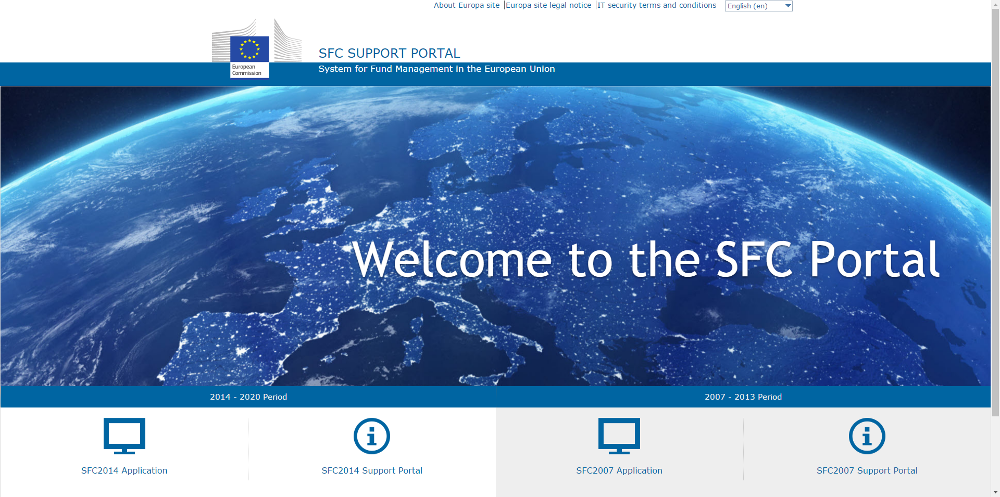 About Europa site
Europa site legal notice
IT security terms and conditions
English (en)
European
Commission
SFC SUPPORT PORTAL
System for Fund Management in the European Union
Welcome to the SFC Portal
2014 - 2020 Period
2007 - 2013 Period
SFC2014 Application
SFC2014 Support Portal
SFC2007 Application
SFC2007 Support Portal